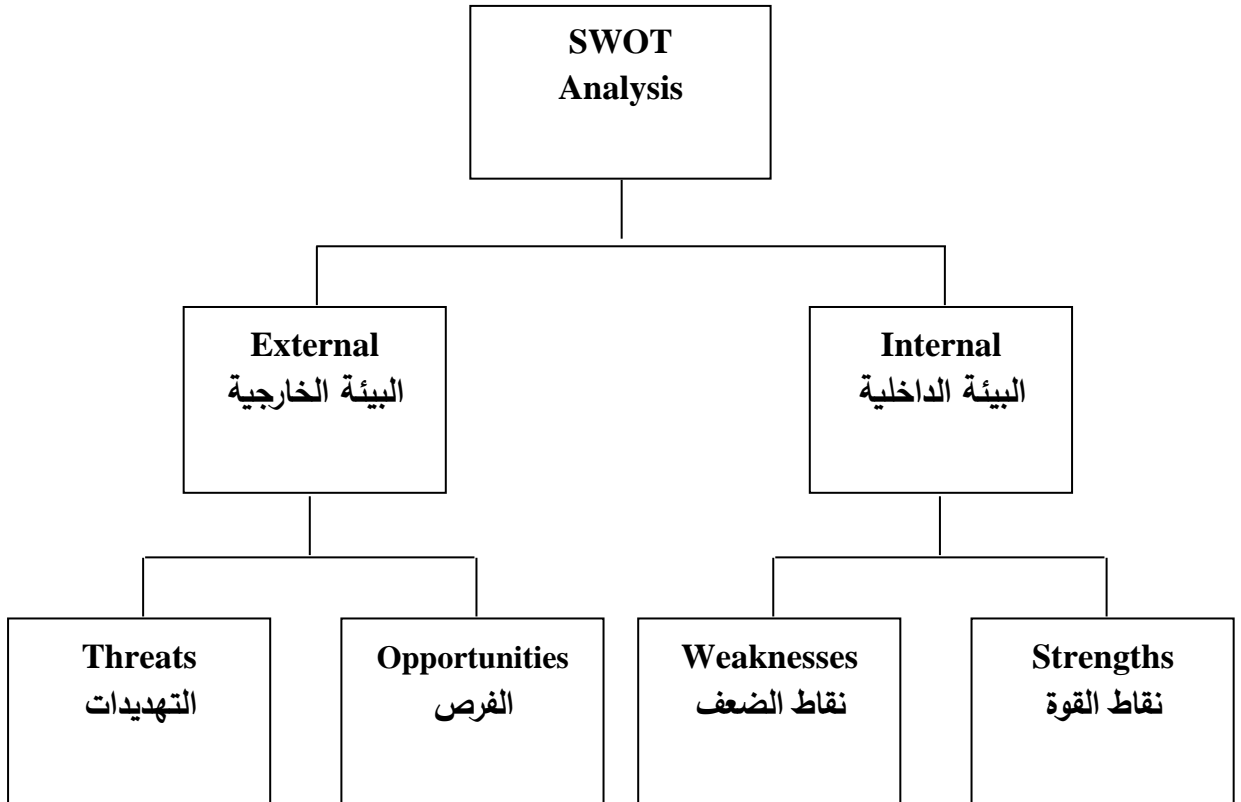 SWOT
Analysis
External
البيئة الخارجية
Internal
البيئة الداخلية
Threats
التهديدات
Opportunities
الفرص
Weaknesses
نقاط الضعف
Strengths
نقاط القوة